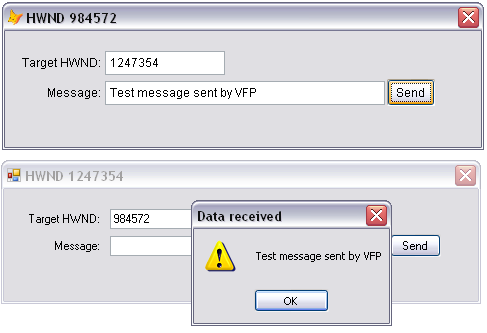 HWND 984572
Target HWND: 1247354
Message: Test message sent by VFP Send
HWND 1247354
Target HWND: 984572
Data received
Message: Send
Test message sent by VFP
OK